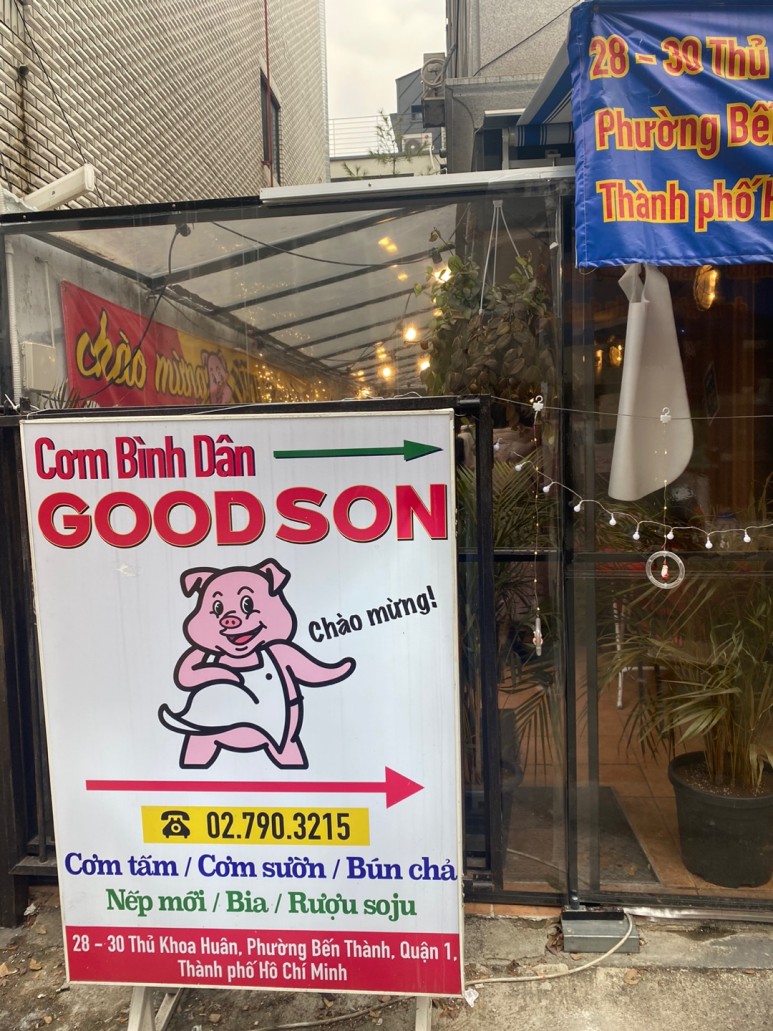 28 - 30 Thủ
Phường Bến
Thành phố H
chào mừng
Cơm Bình Dân
GOOD SON
Chào mừng!
02.790.3215
Cơm tấm / Cơm sườn / Bún chả
Nếp mới / Bia / Rượu soju
28 - 30 Thủ Khoa Huân, Phường Bến Thành, Quận 1,
Thành phố Hồ Chí Minh